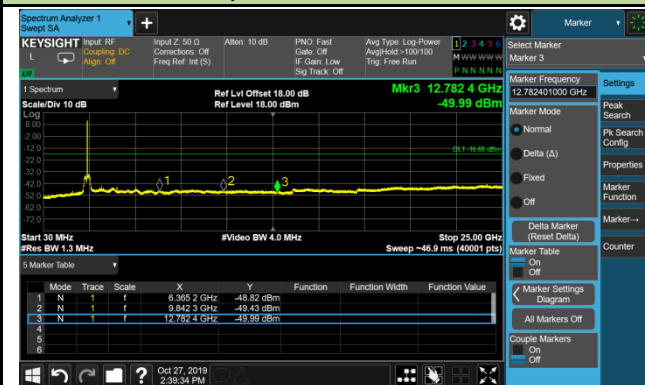 Spectrum Analyzer 1
Swept SA
Marker
KEYSIGHT Input: RF Input Z: 50 Ω Atten: 10 dB PNO: Fast Avg Type: Log-Power 1 2 3 4 5 6
L Coupling: DC Corrections: Off Gate: Off Avg|Hold:>100/100 M W W W W W
Align: Off Freq Ref: Int (S) IF Gain: Low Trig: Free Run
Sig Track: Off P N N N N N
Select Marker
Marker 3
1 Spectrum
Ref Lvl Offset 18.00 dB Mkr3 12.782 4 GHz
Scale/Div 10 dB Ref Level 18.00 dBm -49.99 dBm
Log
8.00
-2.00
-12.0
-22.0
-32.0
-42.0
-52.0
-62.0
-72.0
DL1 -16.68 dBm
1 2 3
Start 30 MHz #Video BW 4.0 MHz Stop 25.00 GHz
#Res BW 1.3 MHz Sweep ~46.9 ms (40001 pts)
5 Marker Table
Mode Trace Scale X Y Function Function Width Function Value
1 N 1 f 6.365 2 GHz -48.82 dBm
2 N 1 f 9.842 3 GHz -49.43 dBm
3 N 1 f 12.782 4 GHz -49.99 dBm
4
5
6
Oct 27, 2019
2:39:34 PM
Marker Frequency
12.782401000 GHz
Marker Mode
Normal
Delta (Δ)
Fixed
Off
Delta Marker
(Reset Delta)
Marker Table
On
Off
Marker Settings
Diagram
All Markers Off
Couple Markers
On
Off
Settings
Peak
Search
Pk Search
Config
Properties
Marker
Function
Marker→
Counter